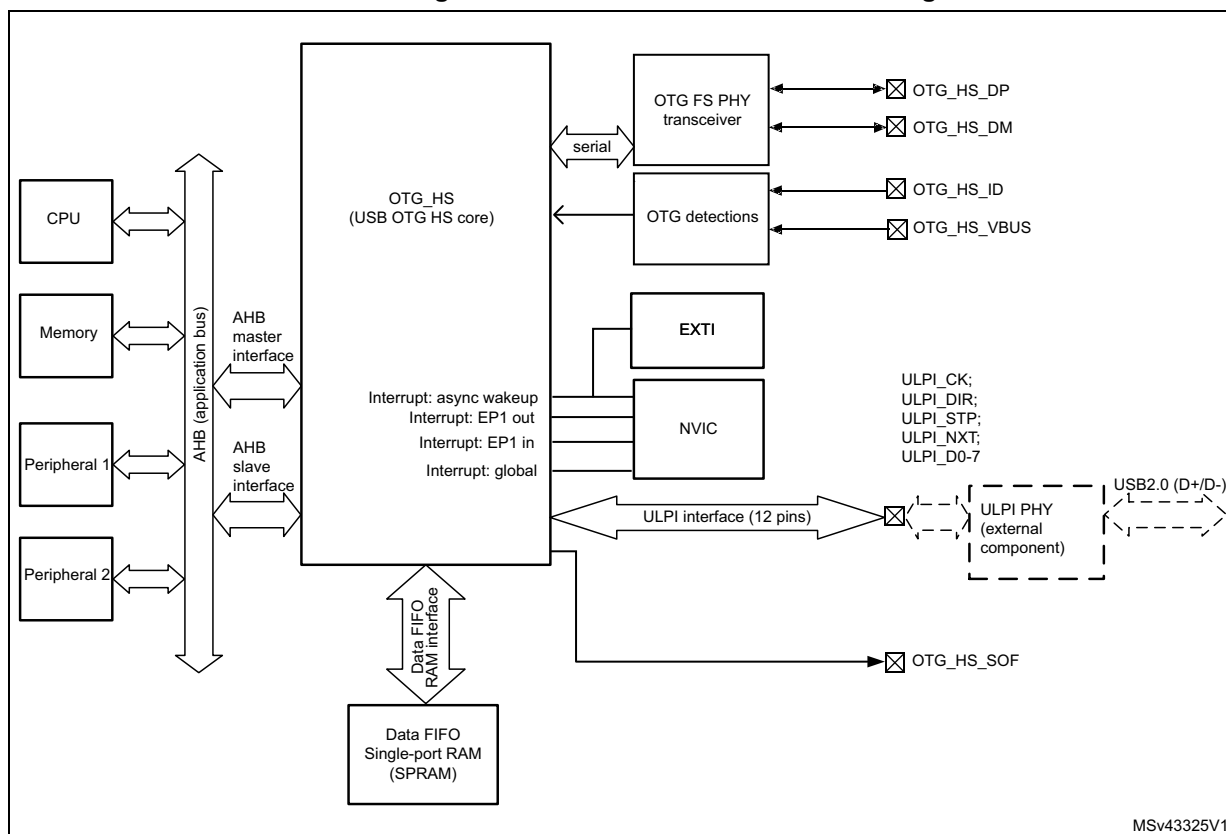 OTG_HS
(USB OTG HS core)
CPU
Memory
Peripheral 1
Peripheral 2
AHB (application bus)
AHB
master
interface
AHB
slave
interface
serial
OTG FS PHY
transceiver
OTG detections
OTG_HS_DP
OTG_HS_DM
OTG_HS_ID
OTG_HS_VBUS
EXTI
NVIC
Interrupt: async wakeup
Interrupt: EP1 out
Interrupt: EP1 in
Interrupt: global
ULPI_CK;
ULPI_DIR;
ULPI_STP;
ULPI_NXT;
ULPI_D0-7
ULPI interface (12 pins)
ULPI PHY
(external
component)
USB2.0 (D+/D-)
OTG_HS_SOF
Data FIFO
RAM interface
Data FIFO
Single-port RAM
(SPRAM)
MSv43325V1